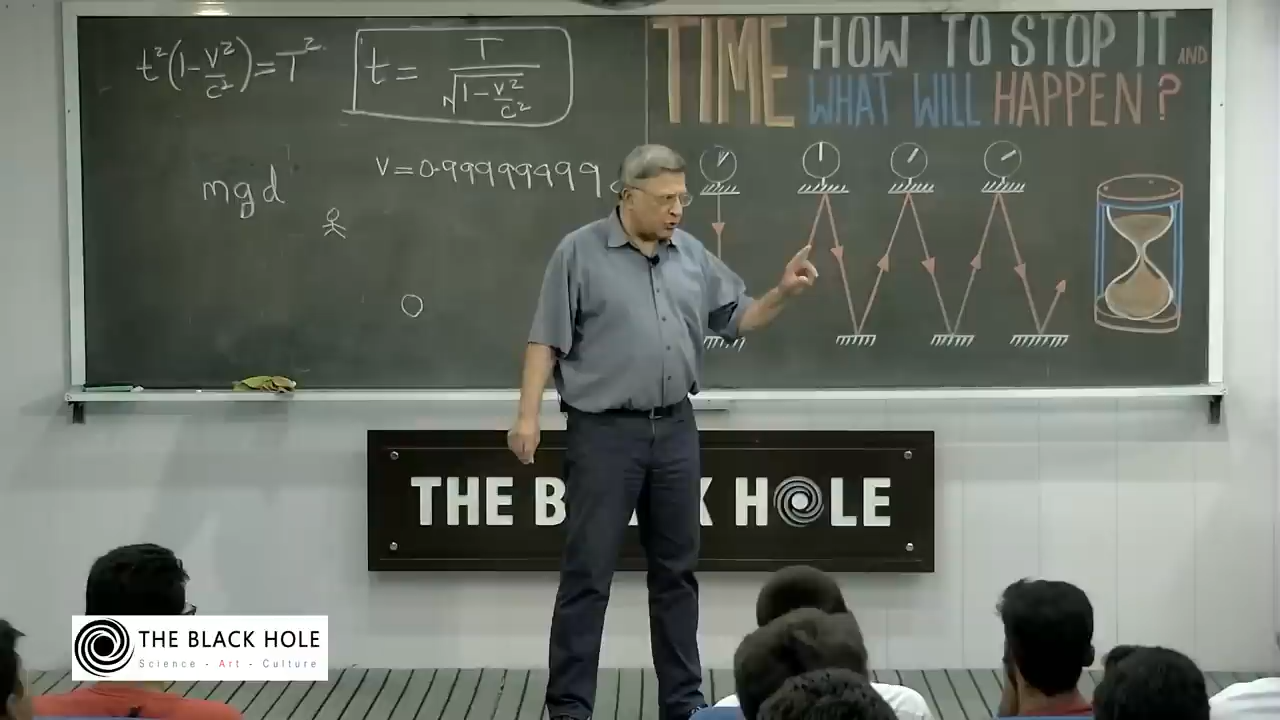 t²(1-v²/c²)=T²
t = T/√(1-v²/c²)
TIME HOW TO STOP IT AND
WHAT WILL HAPPEN?
mgd
V=0.99999999 c
THE B K HOLE
THE BLACK HOLE
Science - Art - Culture